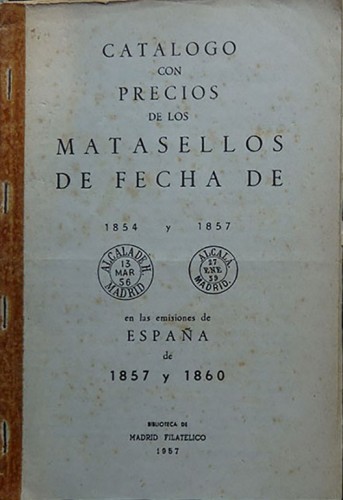 CATALOGO
CON
PRECIOS
DE LOS
MATASELLOS
DE FECHA DE
1854 y 1857
ALCALA DE H.
13
MAR
56
MADRID
ALCALA.
27
ENE
59
MADRID.
en las emisiones de
ESPAÑA
de
1857 y 1860
BIBLIOTECA DE
MADRID FILATELICO
1957